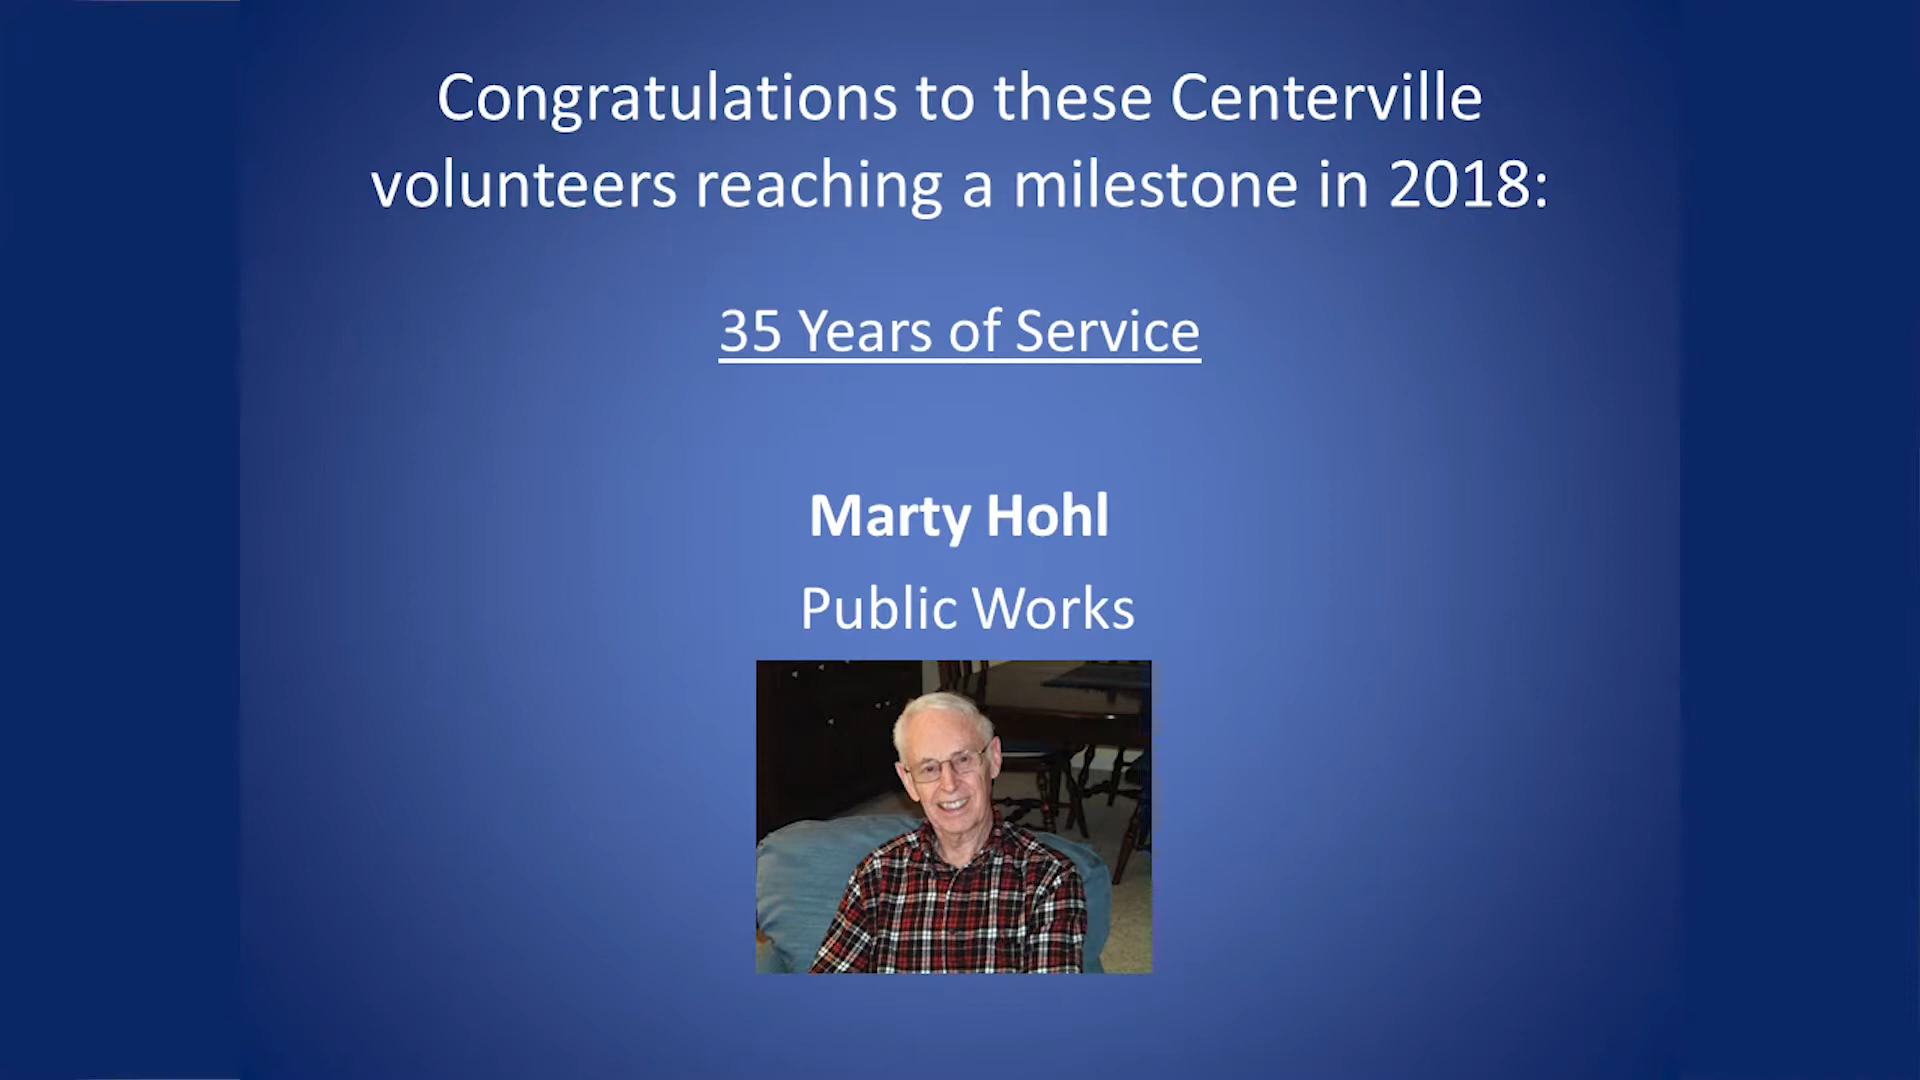 Congratulations to these Centerville
volunteers reaching a milestone in 2018:
35 Years of Service
Marty Hohl
Public Works